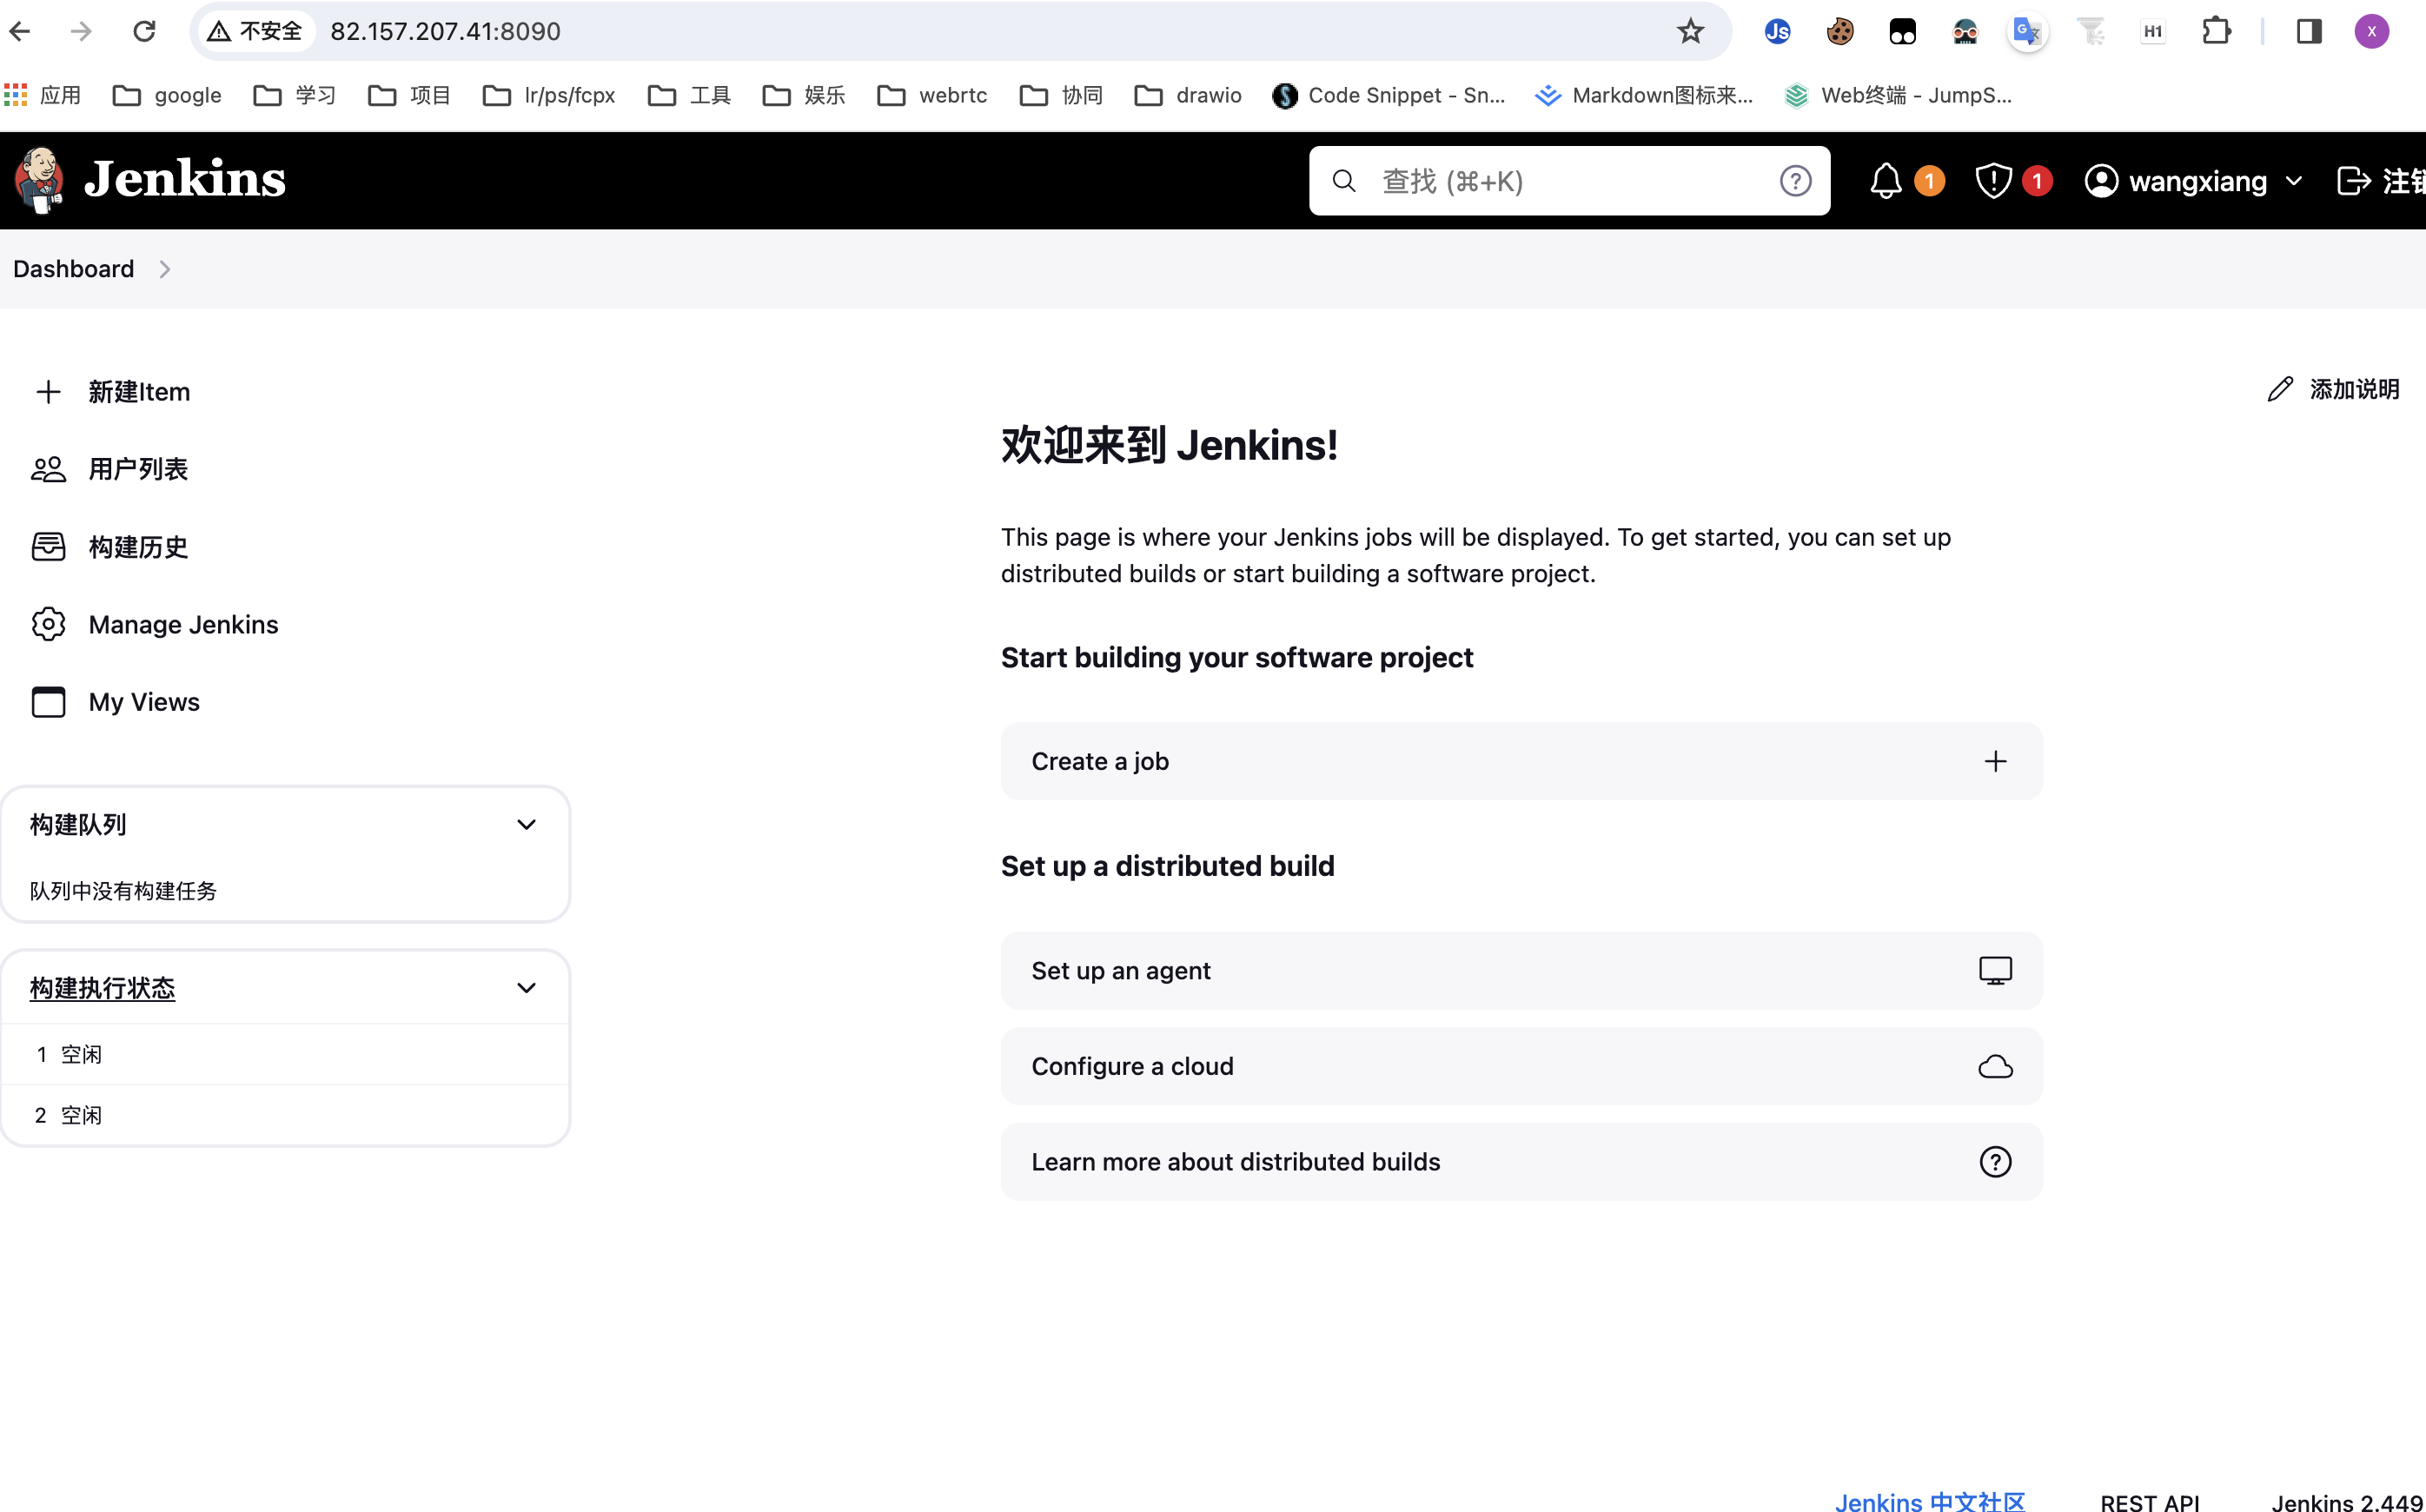 不安全 82.157.207.41:8090
应用 google 学习 项目 lr/ps/fcpx 工具 娱乐 webrtc 协同 drawio Code Snippet - Sn... Markdown图标来... Web终端 - JumpS...
Jenkins 查找 (⌘+K) 1 1 wangxiang 注销
Dashboard
新建Item
添加说明
用户列表
构建历史
Manage Jenkins
My Views
构建队列
队列中没有构建任务
构建执行状态
1 空闲
2 空闲
欢迎来到 Jenkins!
This page is where your Jenkins jobs will be displayed. To get started, you can set up
distributed builds or start building a software project.
Start building your software project
Create a job
Set up a distributed build
Set up an agent
Configure a cloud
Learn more about distributed builds
Jenkins 中文社区 REST API Jenkins 2.449